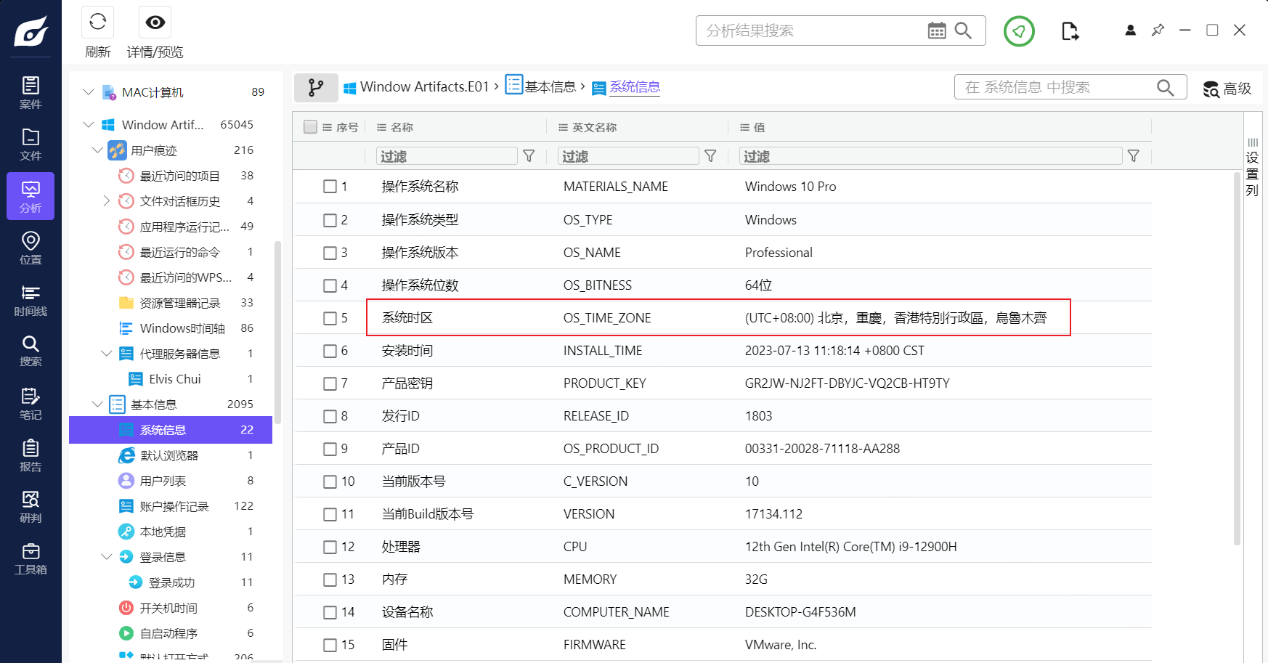 刷新
详情/预览
分析结果搜索
案件
文件
分析
位置
时间线
搜索
笔记
报告
研判
工具箱
MAC计算机 89
Window Artif... 65045
用户痕迹 216
最近访问的项目 38
文件对话框历史 4
应用程序运行记... 49
最近运行的命令 1
最近访问的WPS... 4
资源管理器记录 33
Windows时间轴 86
代理服务器信息 1
Elvis Chui 1
基本信息 2095
系统信息 22
默认浏览器 1
用户列表 8
账户操作记录 122
本地凭据 1
登录信息 11
登录成功 11
开关机时间 6
自启动程序 6
默认打开方式 206
Window Artifacts.E01 › 基本信息 › 系统信息
在 系统信息 中搜索
高级
序号 名称 英文名称 值
过滤 过滤 过滤
1 操作系统名称 MATERIALS_NAME Windows 10 Pro
2 操作系统类型 OS_TYPE Windows
3 操作系统版本 OS_NAME Professional
4 操作系统位数 OS_BITNESS 64位
5 系统时区 OS_TIME_ZONE (UTC+08:00) 北京，重慶，香港特別行政區，烏魯木齊
6 安装时间 INSTALL_TIME 2023-07-13 11:18:14 +0800 CST
7 产品密钥 PRODUCT_KEY GR2JW-NJ2FT-DBYJC-VQ2CB-HT9TY
8 发行ID RELEASE_ID 1803
9 产品ID OS_PRODUCT_ID 00331-20028-71118-AA288
10 当前版本号 C_VERSION 10
11 当前Build版本号 VERSION 17134.112
12 处理器 CPU 12th Gen Intel(R) Core(TM) i9-12900H
13 内存 MEMORY 32G
14 设备名称 COMPUTER_NAME DESKTOP-G4F536M
15 固件 FIRMWARE VMware, Inc.
设置列